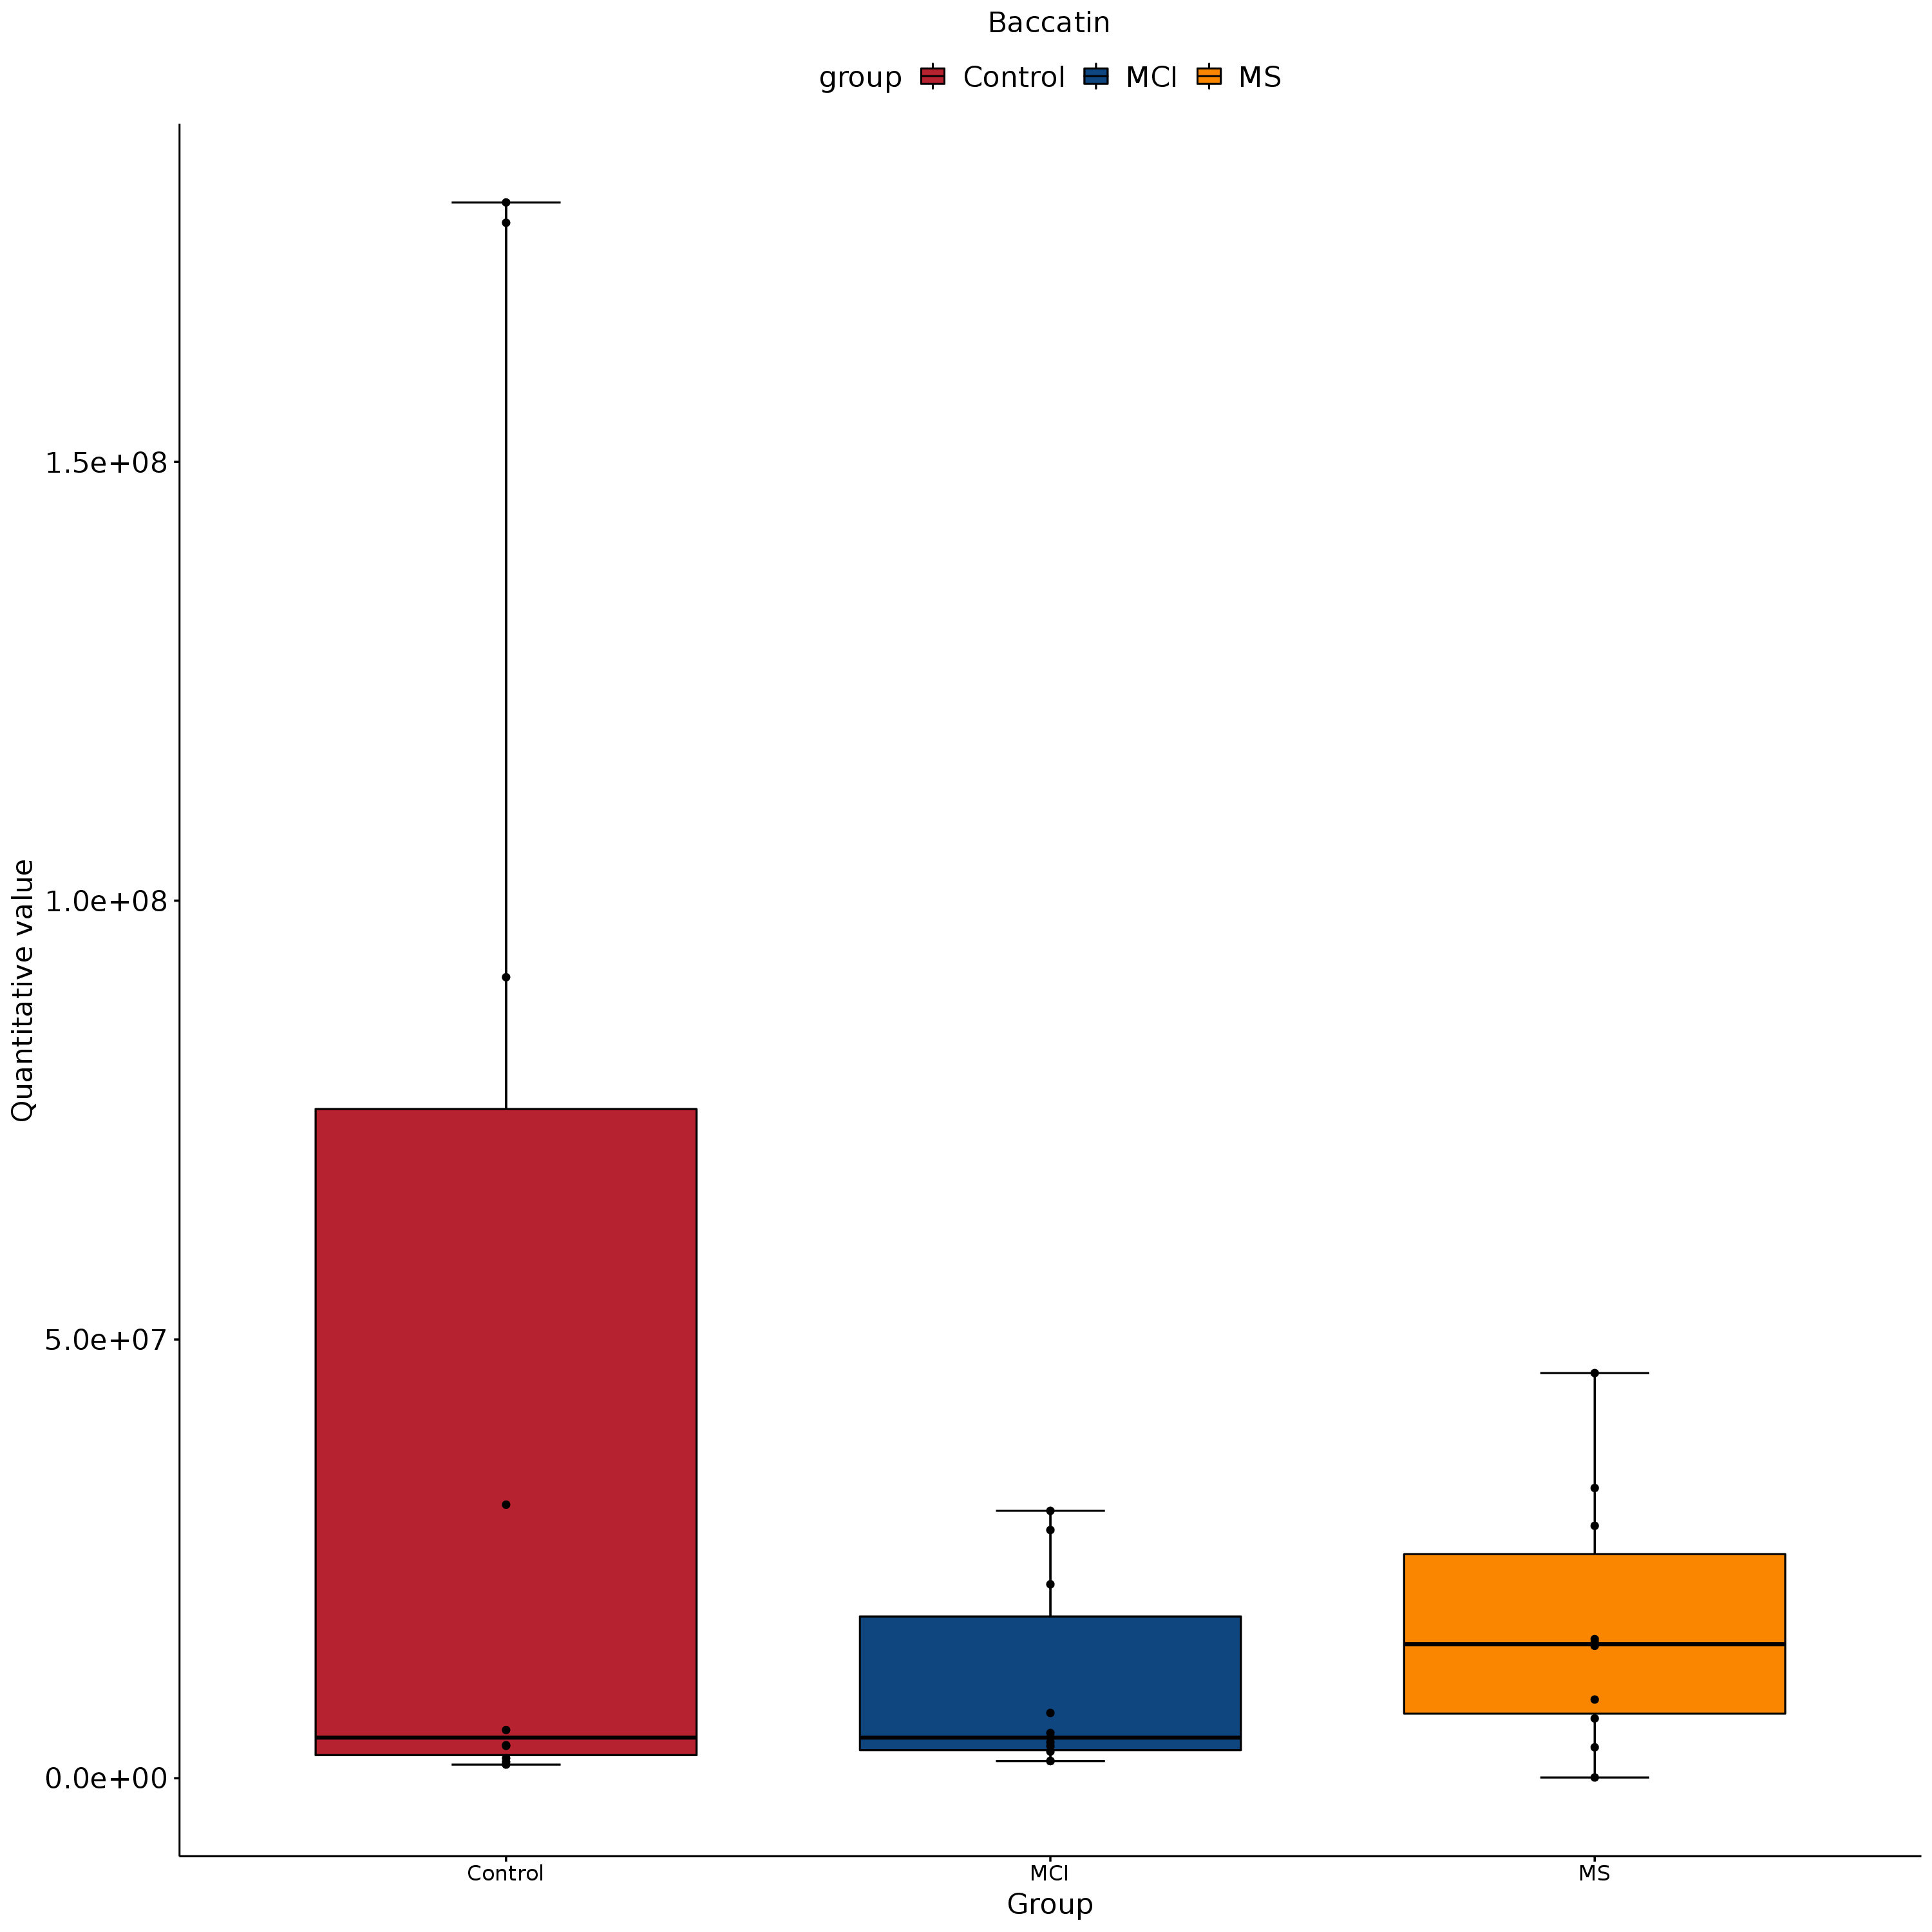 Baccatin
group Control MCI MS
Quantitative value
1.5e+08
1.0e+08
5.0e+07
0.0e+00
Control MCI MS
Group